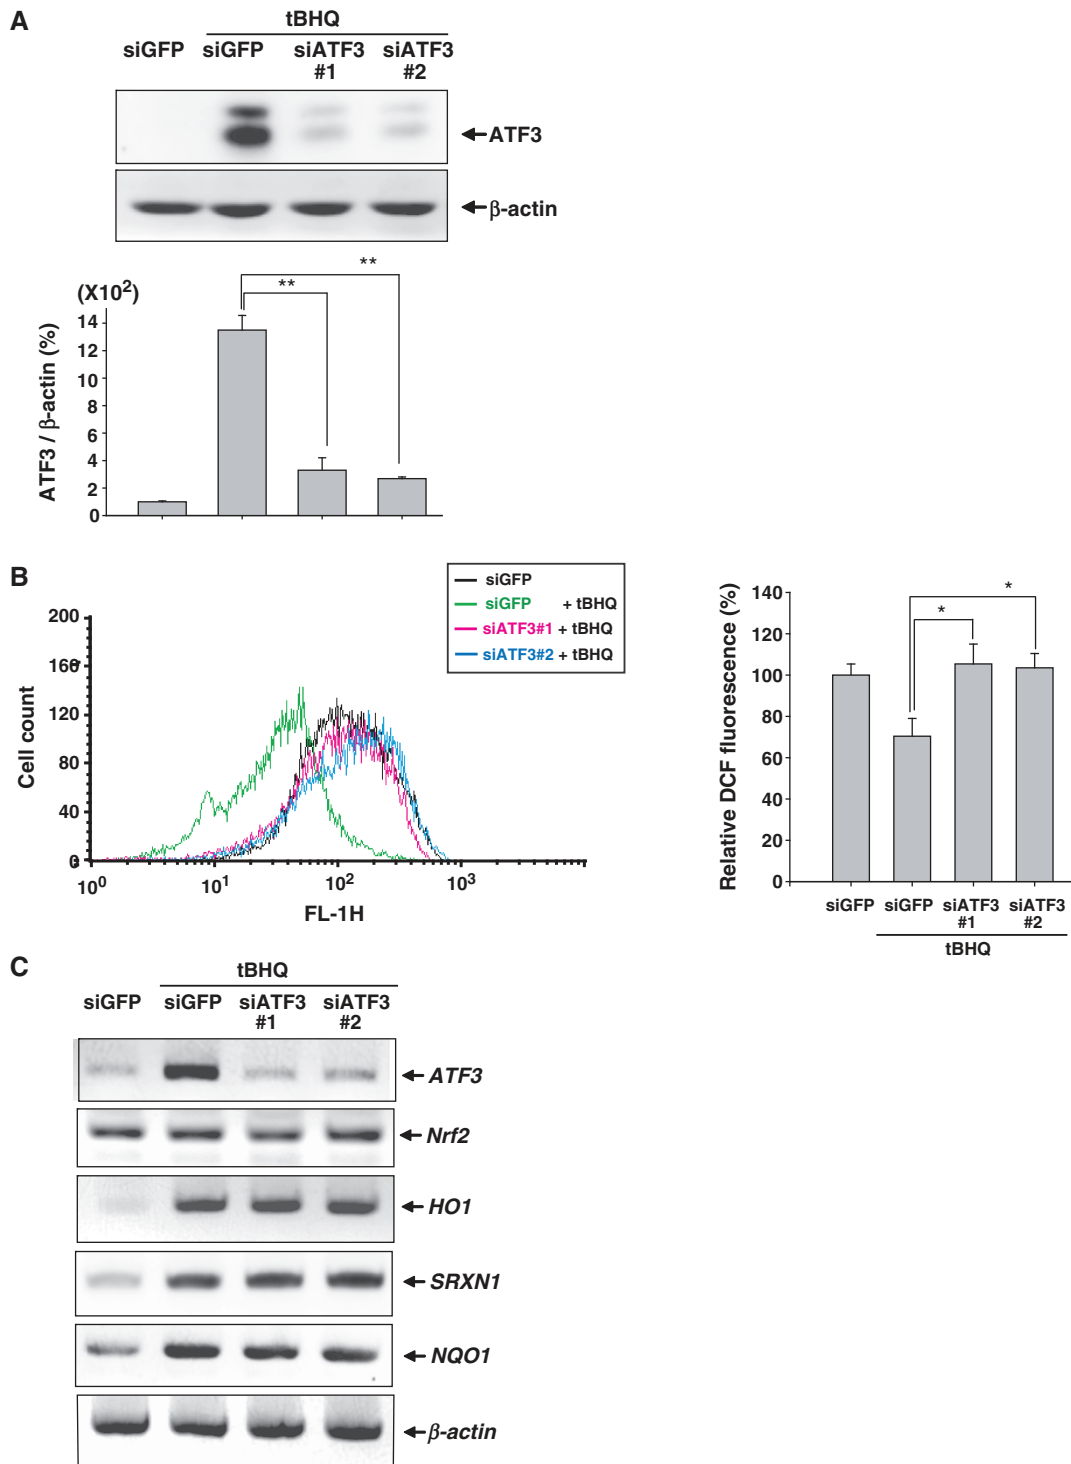 A
tBHQ
siGFP siGFP siATF3 siATF3
#1 #2
ATF3
β-actin
(X10²)
** **
ATF3 / β-actin (%)
14
12
10
8
6
4
2
0
B
siGFP
siGFP + tBHQ
siATF3#1 + tBHQ
siATF3#2 + tBHQ
Cell count
200
160
120
80
40
0
10⁰ 10¹ 10² 10³
FL-1H
Relative DCF fluorescence (%)
140
120
100
80
60
40
20
0
* *
siGFP siGFP siATF3 siATF3
#1 #2
tBHQ
C
tBHQ
siGFP siGFP siATF3 siATF3
#1 #2
ATF3
Nrf2
HO1
SRXN1
NQO1
β-actin